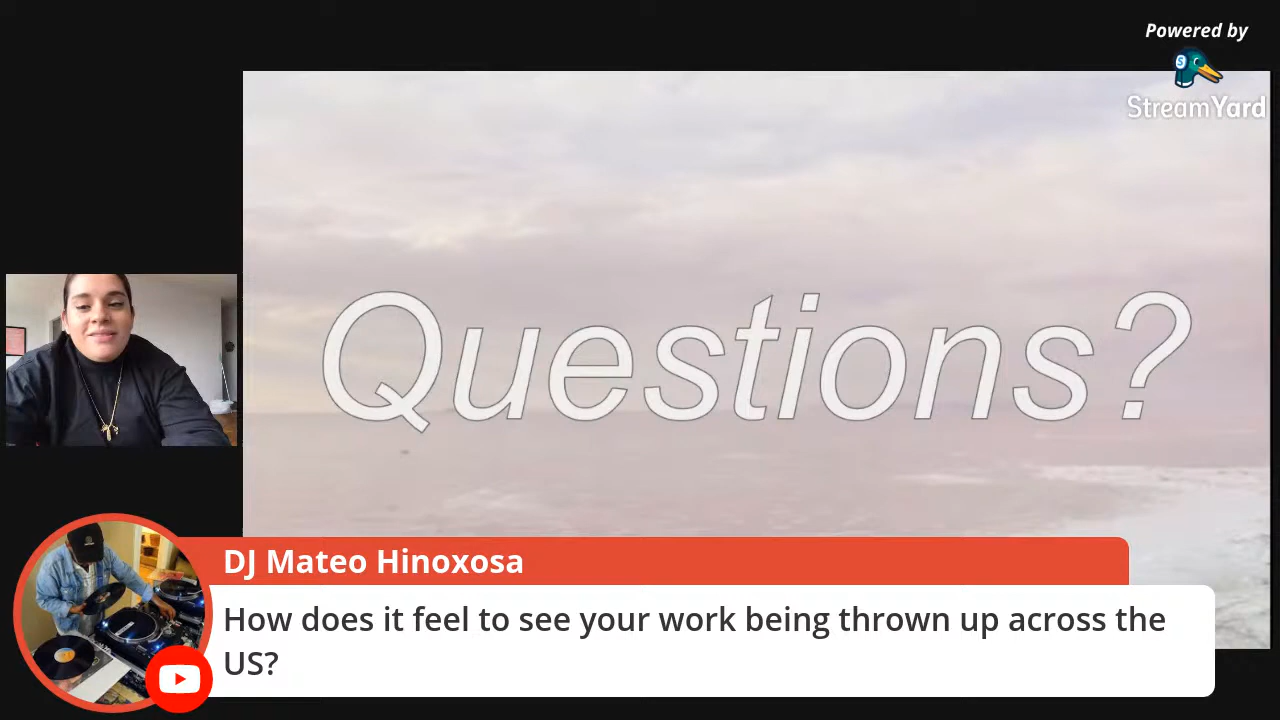 Powered by
StreamYard
Questions?
DJ Mateo Hinoxosa
How does it feel to see your work being thrown up across the
US?